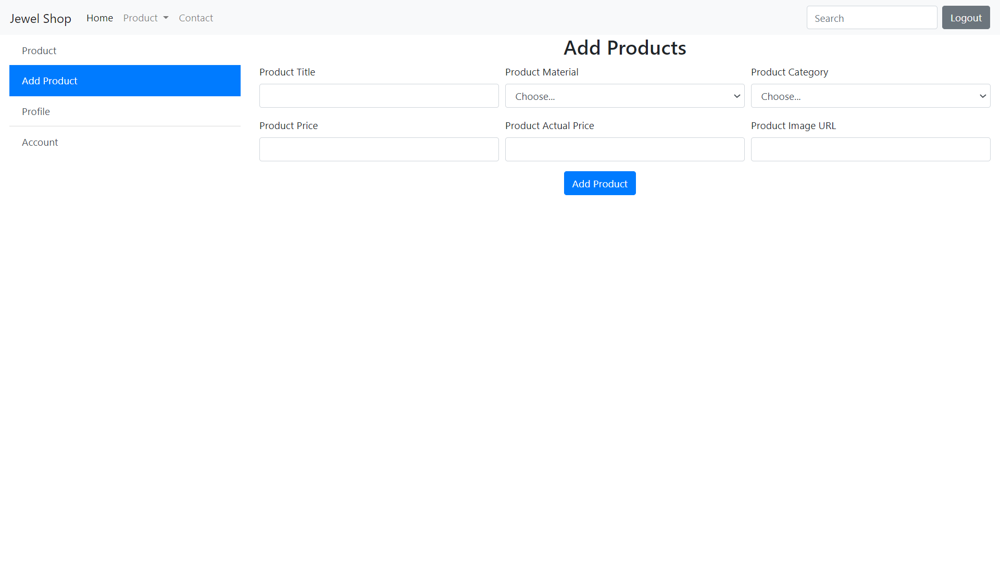 Jewel Shop Home Product Contact Search Logout
Product
Add Product
Profile
Account
Add Products
Product Title Product Material Product Category
Choose... Choose...
Product Price Product Actual Price Product Image URL
Add Product